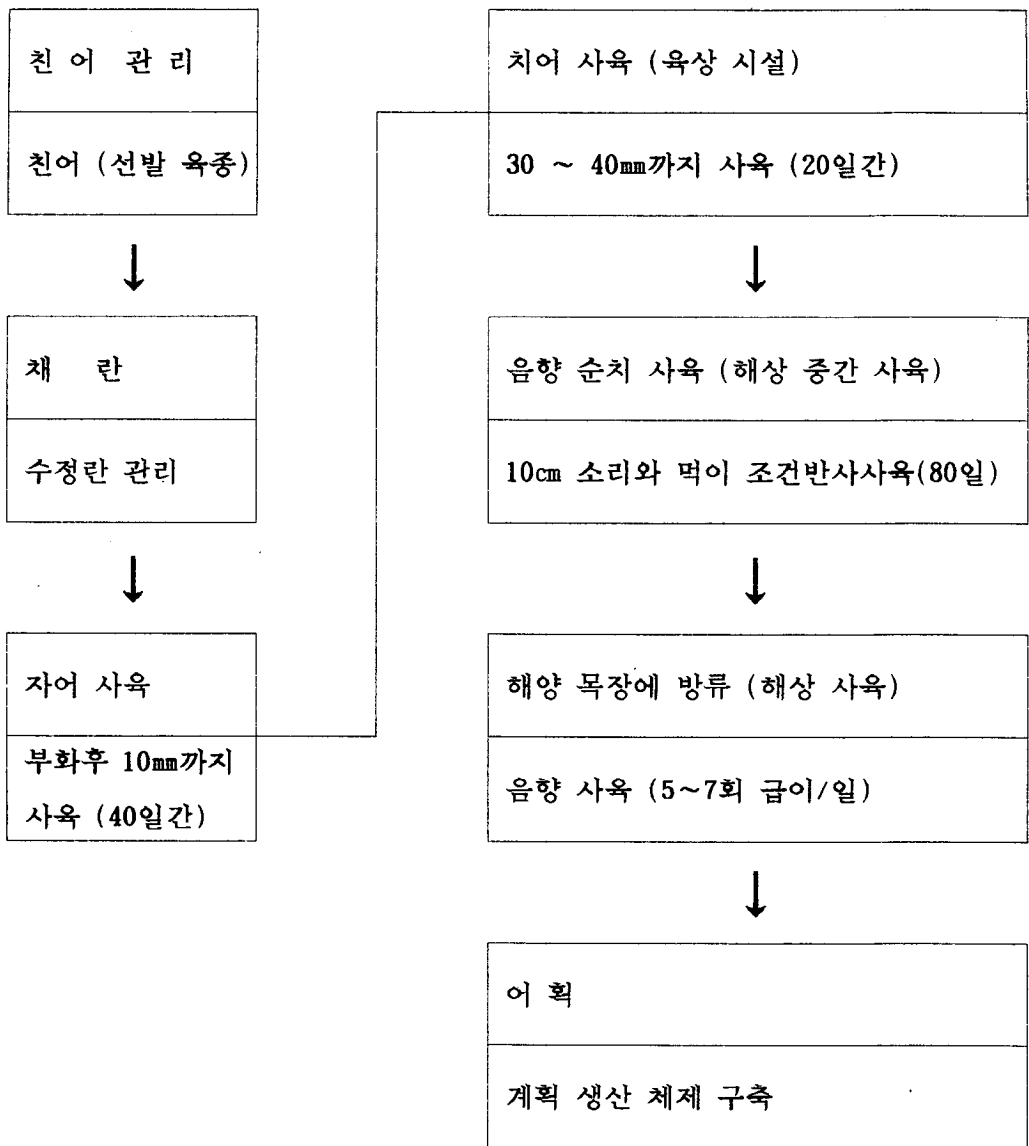 친 어 관 리
친어 (선발 육종)
↓
채 란
수정란 관리
↓
자어 사육
부화후 10㎜까지
사육 (40일간)
치어 사육 (육상 시설)
30 ~ 40㎜까지 사육 (20일간)
↓
음향 순치 사육 (해상 중간 사육)
10㎝ 소리와 먹이 조건반사사육(80일)
↓
해양 목장에 방류 (해상 사육)
음향 사육 (5~7회 급이/일)
↓
어 획
계획 생산 체제 구축